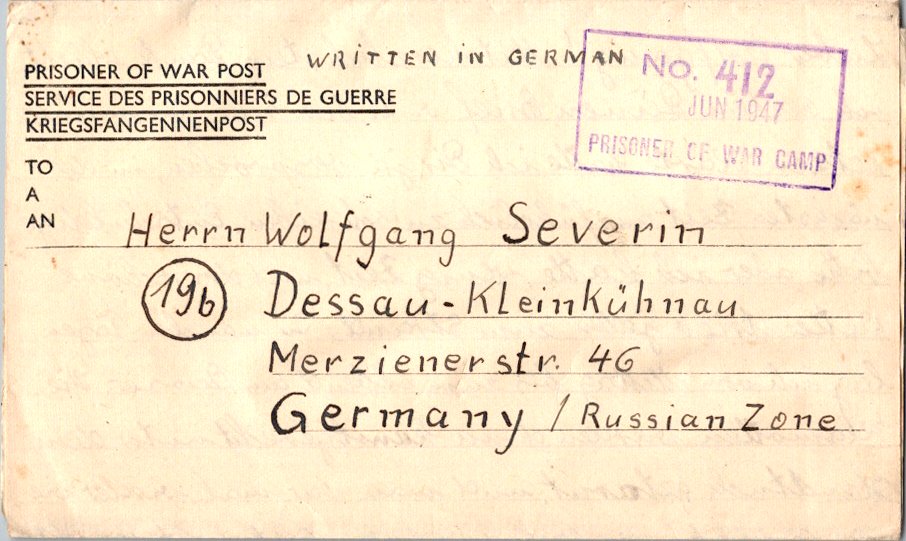 WRITTEN IN GERMAN
PRISONER OF WAR POST
SERVICE DES PRISONNIERS DE GUERRE
KRIEGSFANGENNENPOST
No. 412
JUN 1947
PRISONER OF WAR CAMP
TO
A
AN
Herrn Wolfgang Severin
19b
Dessau-Kleinkühnau
Merzienerstr. 46
Germany / Russian Zone